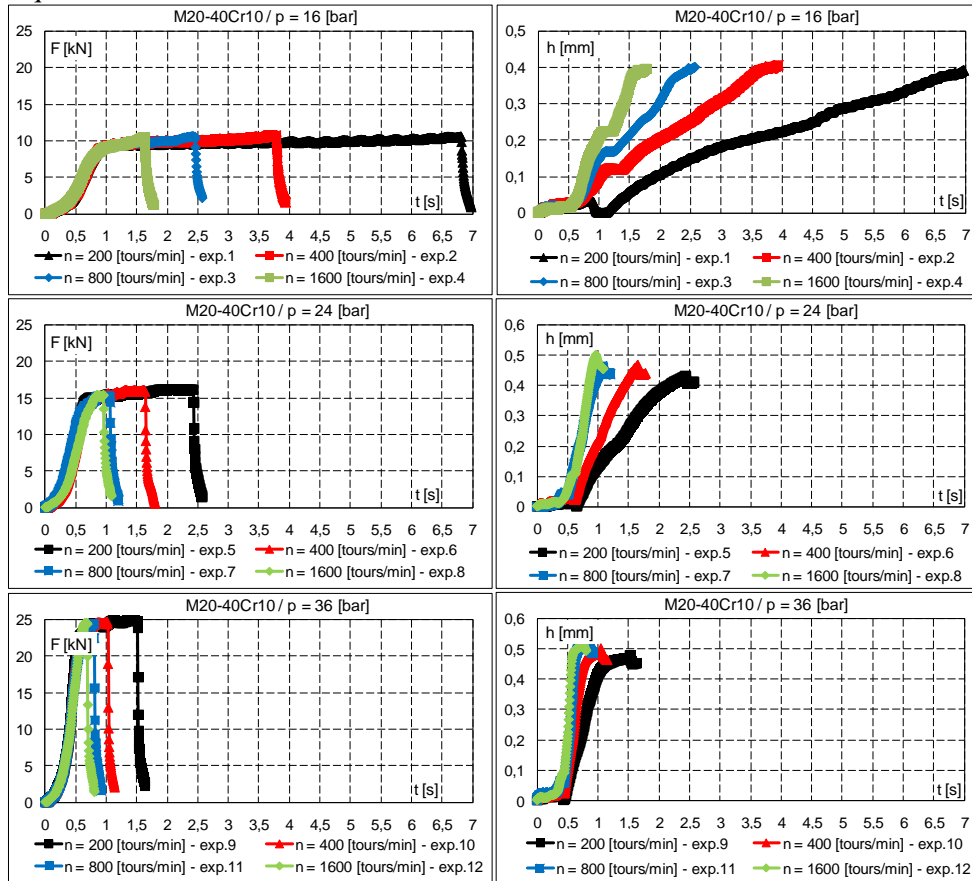 M20-40Cr10 / p = 16 [bar]
F [kN]
25
20
15
10
5
0
0 0,5 1 1,5 2 2,5 3 3,5 4 4,5 5 5,5 6 6,5 7
t [s]
n = 200 [tours/min] - exp.1 n = 400 [tours/min] - exp.2
n = 800 [tours/min] - exp.3 n = 1600 [tours/min] - exp.4
M20-40Cr10 / p = 16 [bar]
h [mm]
0,5
0,4
0,3
0,2
0,1
0
0 0,5 1 1,5 2 2,5 3 3,5 4 4,5 5 5,5 6 6,5 7
t [s]
n = 200 [tours/min] - exp.1 n = 400 [tours/min] - exp.2
n = 800 [tours/min] - exp.3 n = 1600 [tours/min] - exp.4
M20-40Cr10 / p = 24 [bar]
F [kN]
25
20
15
10
5
0
0 0,5 1 1,5 2 2,5 3 3,5 4 4,5 5 5,5 6 6,5 7
t [s]
n = 200 [tours/min] - exp.5 n = 400 [tours/min] - exp.6
n = 800 [tours/min] - exp.7 n = 1600 [tours/min] - exp.8
M20-40Cr10 / p = 24 [bar]
h [mm]
0,6
0,5
0,4
0,3
0,2
0,1
0
0 0,5 1 1,5 2 2,5 3 3,5 4 4,5 5 5,5 6 6,5 7
t [s]
n = 200 [tours/min] - exp.5 n = 400 [tours/min] - exp.6
n = 800 [tours/min] - exp.7 n = 1600 [tours/min] - exp.8
M20-40Cr10 / p = 36 [bar]
F [kN]
25
20
15
10
5
0
0 0,5 1 1,5 2 2,5 3 3,5 4 4,5 5 5,5 6 6,5 7
t [s]
n = 200 [tours/min] - exp.9 n = 400 [tours/min] - exp.10
n = 800 [tours/min] - exp.11 n = 1600 [tours/min] - exp.12
M20-40Cr10 / p = 36 [bar]
h [mm]
0,6
0,5
0,4
0,3
0,2
0,1
0
0 0,5 1 1,5 2 2,5 3 3,5 4 4,5 5 5,5 6 6,5 7
t [s]
n = 200 [tours/min] - exp.9 n = 400 [tours/min] - exp.10
n = 800 [tours/min] - exp.11 n = 1600 [tours/min] - exp.12